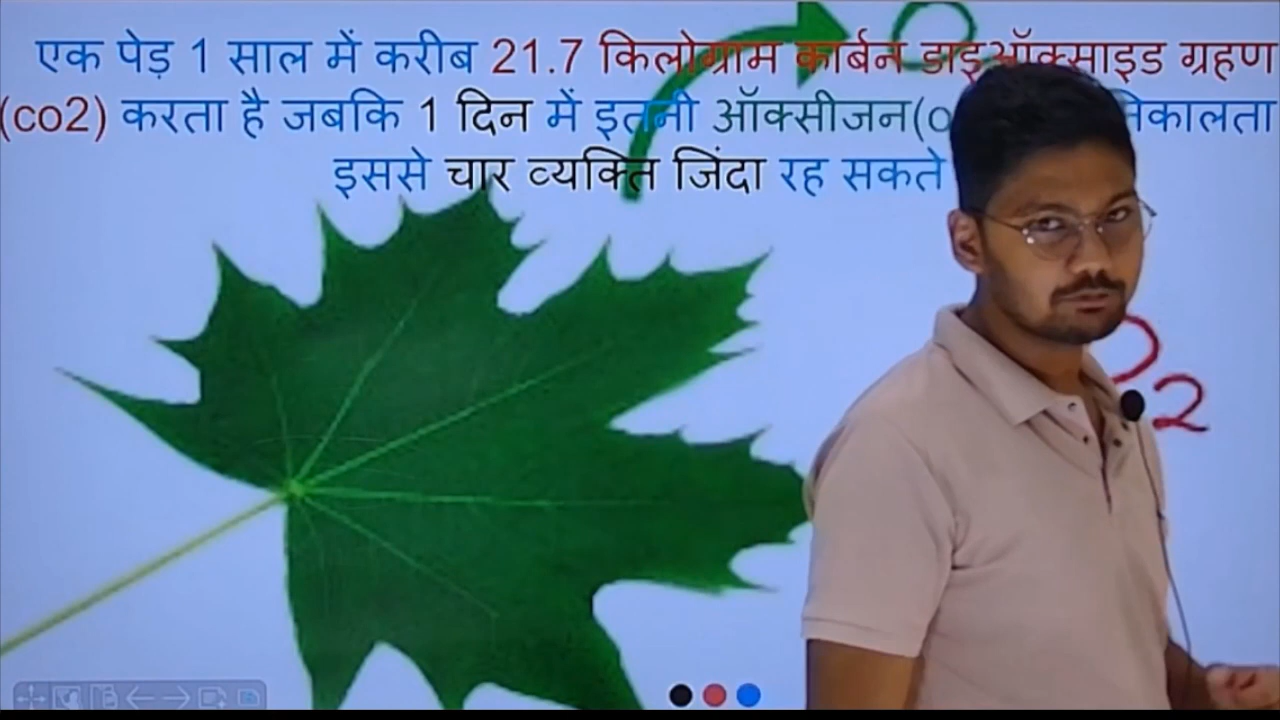 एक पेड़ 1 साल में करीब 21.7 किलोग्राम कार्बन डाइऑक्साइड ग्रहण
(co2) करता है जबकि 1 दिन में इतनी ऑक्सीजन(o
इससे चार व्यक्ति जिंदा रह सकते
2